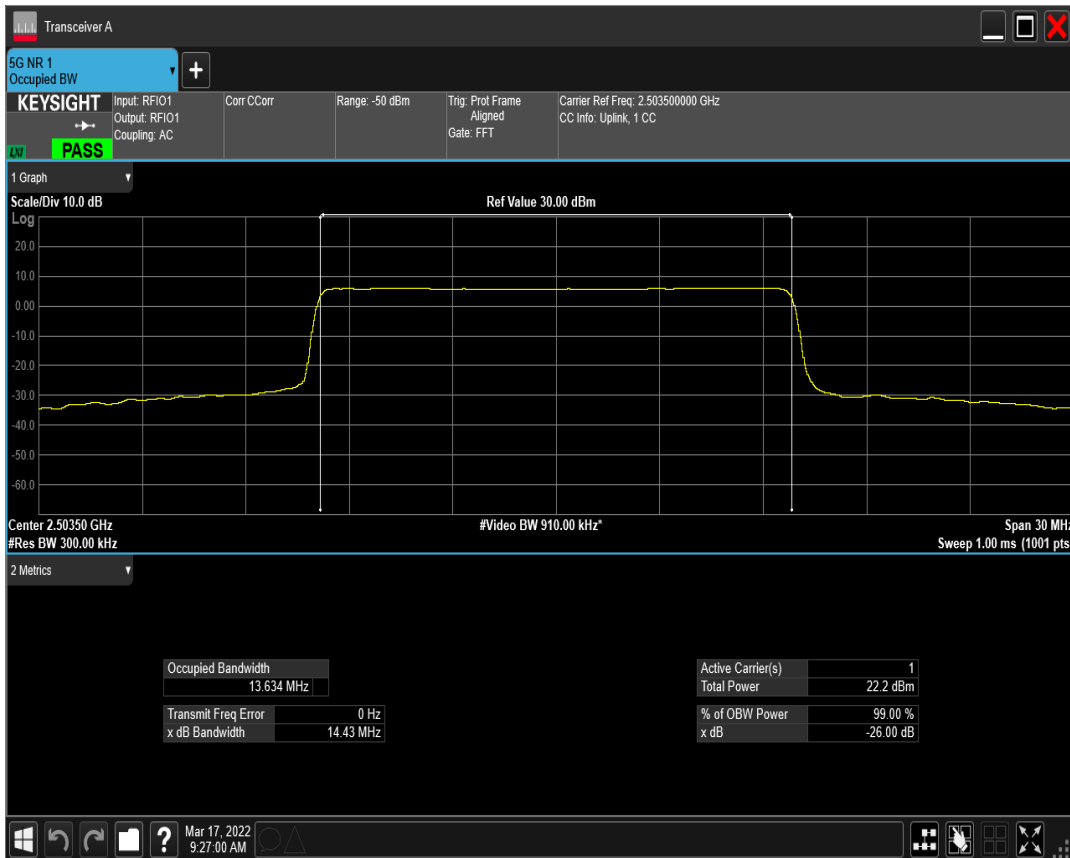 Transceiver A
5G NR 1
Occupied BW
+
KEYSIGHT
LXI
PASS
Input: RFIO1
Output: RFIO1
Coupling: AC
Corr CCorr
Range: -50 dBm
Trig: Prot Frame
Aligned
Gate: FFT
Carrier Ref Freq: 2.503500000 GHz
CC Info: Uplink, 1 CC
1 Graph
Scale/Div 10.0 dB
Ref Value 30.00 dBm
Log
20.0
10.0
0.00
-10.0
-20.0
-30.0
-40.0
-50.0
-60.0
Center 2.50350 GHz
#Video BW 910.00 kHz*
Span 30 MHz
#Res BW 300.00 kHz
Sweep 1.00 ms (1001 pts
2 Metrics
Occupied Bandwidth
13.634 MHz
Transmit Freq Error 0 Hz
x dB Bandwidth 14.43 MHz
Active Carrier(s) 1
Total Power 22.2 dBm
% of OBW Power 99.00 %
x dB -26.00 dB
?
Mar 17, 2022
9:27:00 AM